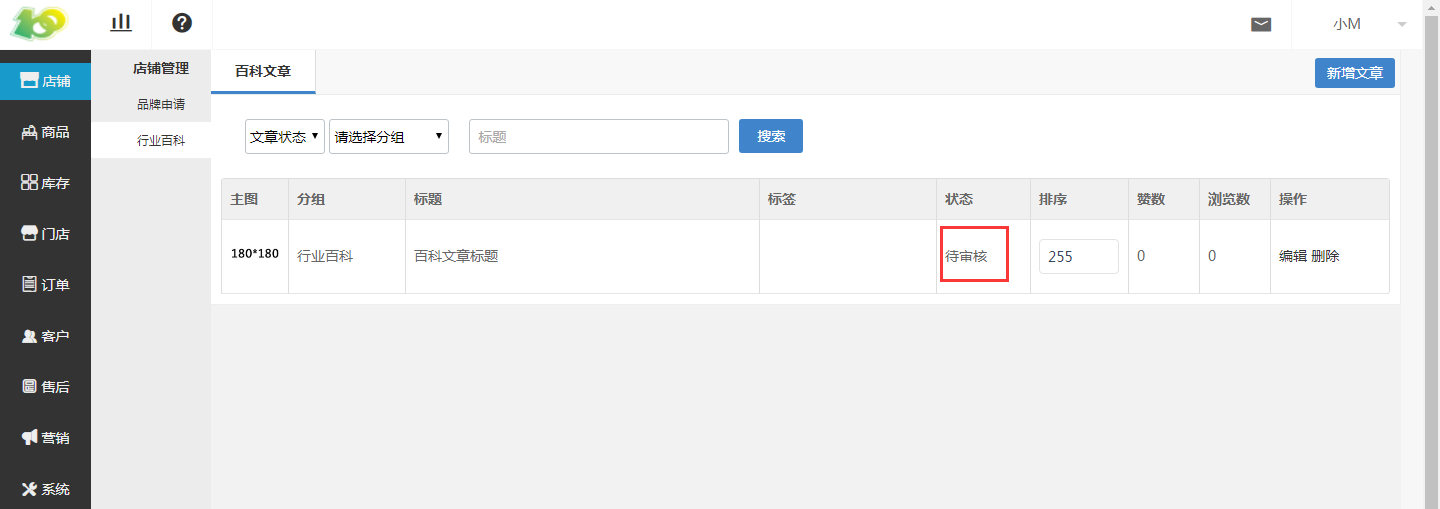 小M
店铺
商品
库存
门店
订单
客户
售后
营销
系统
店铺管理
品牌申请
行业百科
百科文章
新增文章
文章状态 请选择分组 标题 搜索
主图 分组 标题 标签 状态 排序 赞数 浏览数 操作
180*180 行业百科 百科文章标题 待审核 255 0 0 编辑 删除